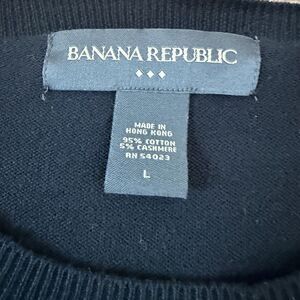 BANANA REPUBLIC
MADE IN
HONG KONG
95% COTTON
5% CASHMERE
RN 54023
L